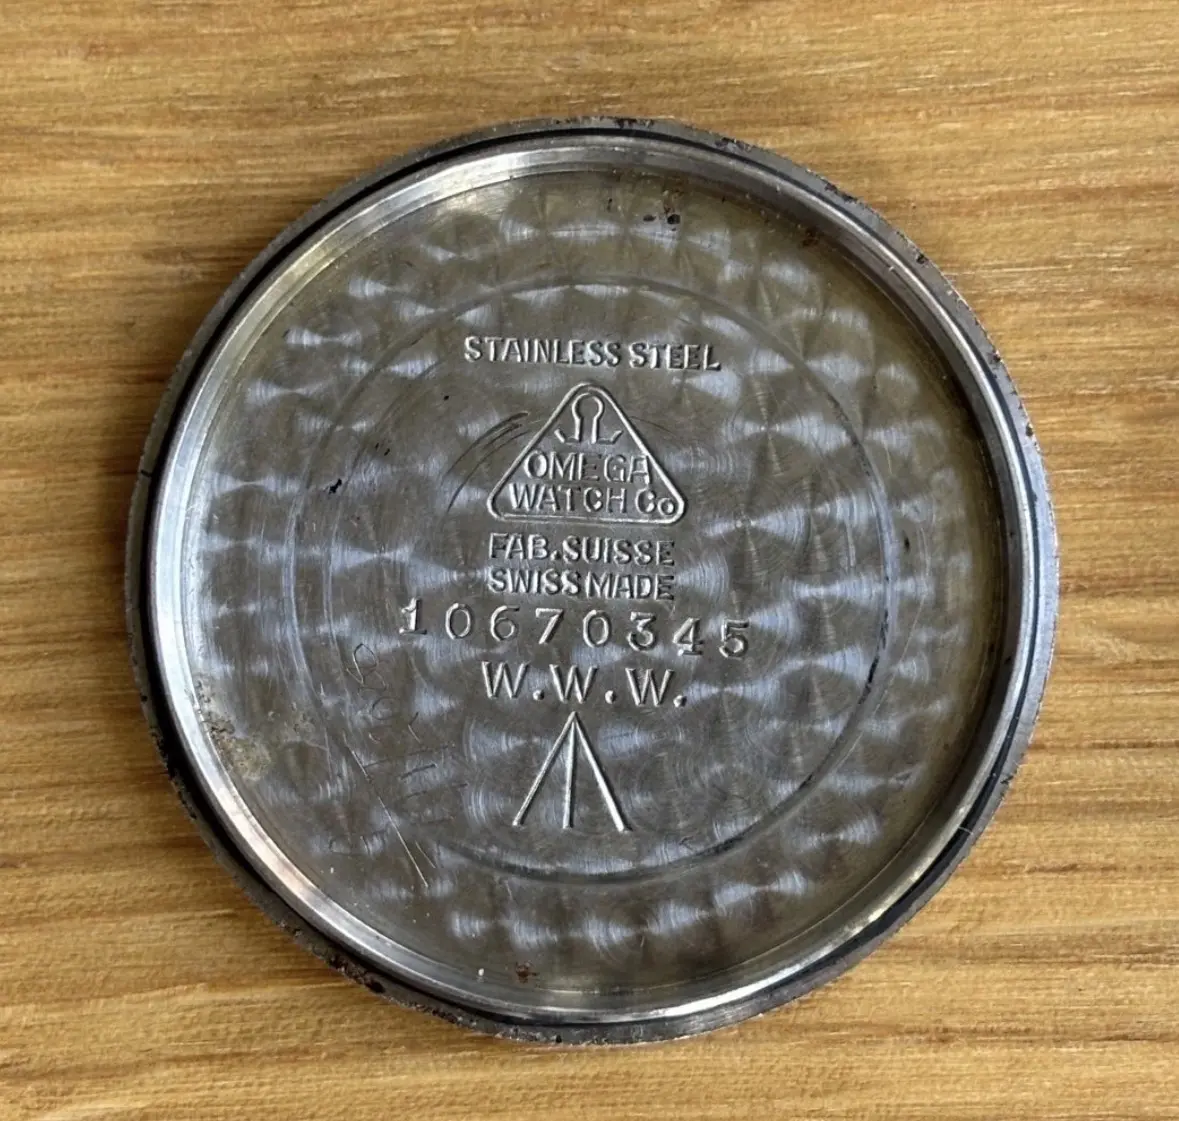 STAINLESS STEEL
Ω
OMEGA
WATCH Co
FAB.SUISSE
SWISS MADE
10670345
W.W.W.